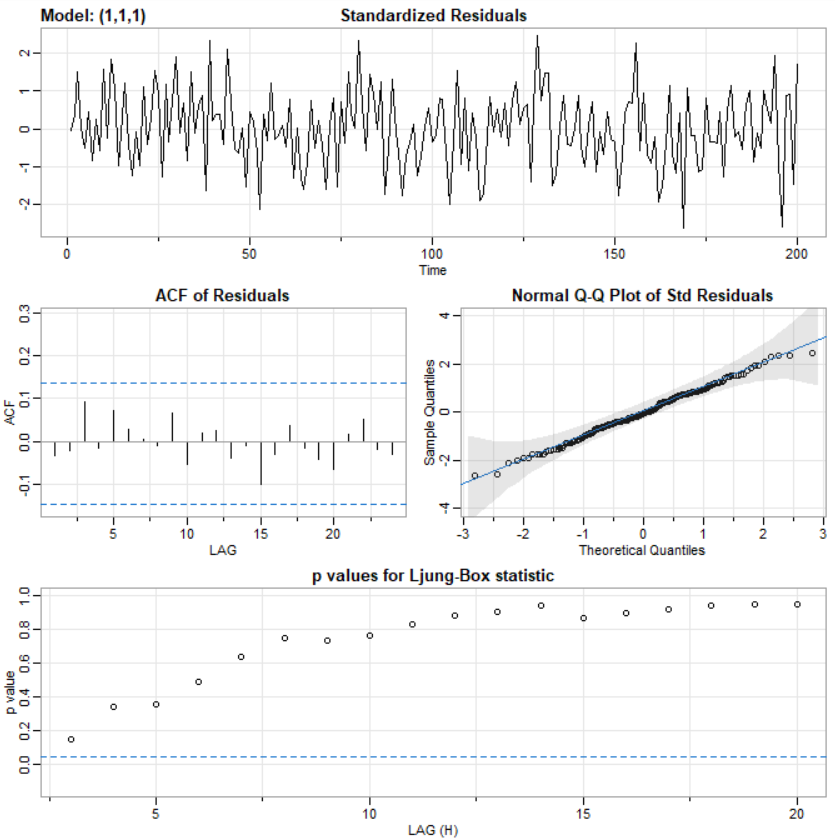 Model: (1,1,1) Standardized Residuals
2
1
0
-1
-2
0 50 100 150 200
Time
ACF of Residuals
ACF
0.3
0.2
0.1
0.0
-0.1
5 10 15 20
LAG
Normal Q-Q Plot of Std Residuals
Sample Quantiles
4
2
0
-2
-4
-3 -2 -1 0 1 2 3
Theoretical Quantiles
p values for Ljung-Box statistic
p value
1.0
0.8
0.6
0.4
0.2
0.0
5 10 15 20
LAG (H)